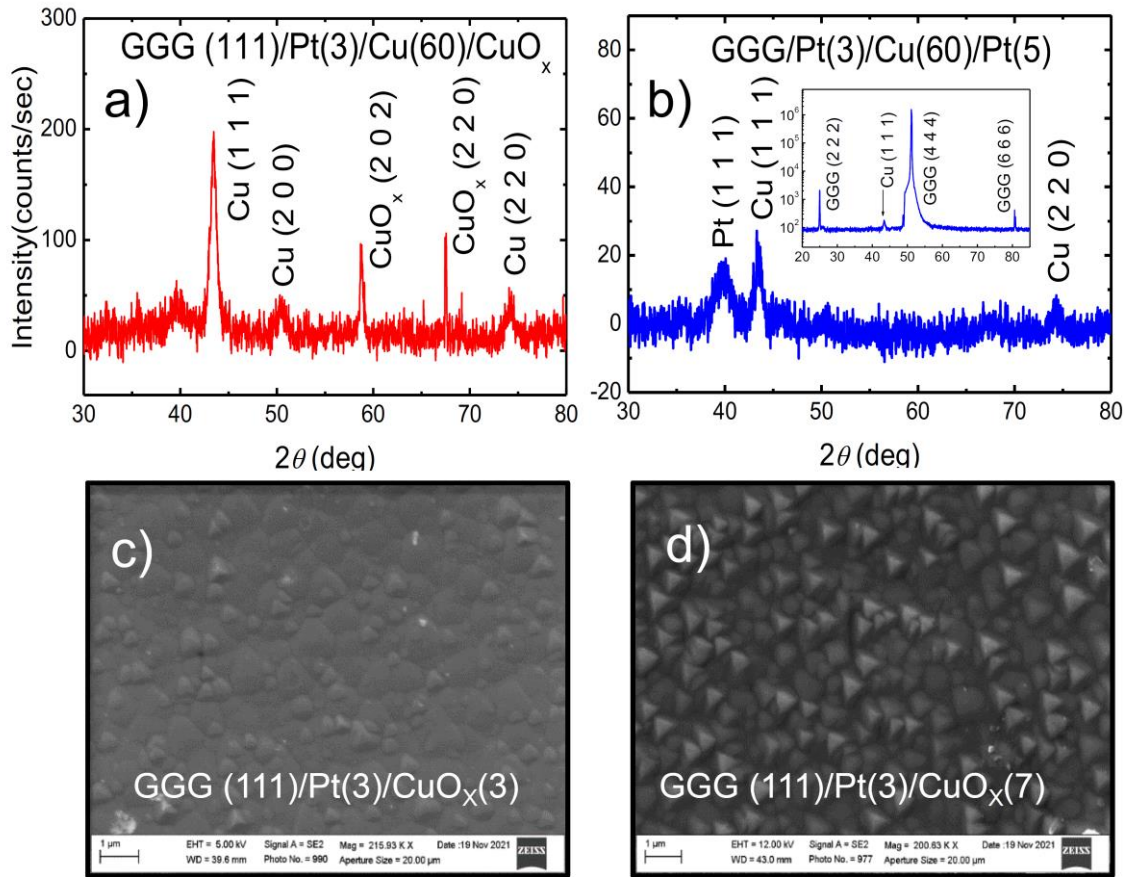 GGG (111)/Pt(3)/Cu(60)/CuOx
a)
Intensity(counts/sec)
300
200
100
0
Cu (1 1 1)
Cu (2 0 0)
CuOx (2 0 2)
CuOx (2 2 0)
Cu (2 2 0)
30 40 50 60 70 80
2θ (deg)
GGG/Pt(3)/Cu(60)/Pt(5)
b)
80
60
40
20
0
-20
Pt (1 1 1)
Cu (1 1 1)
Cu (2 2 0)
10⁶
10⁵
10⁴
10³
10²
GGG (2 2 2)
Cu (1 1 1)
GGG (4 4 4)
GGG (6 6 6)
20 30 40 50 60 70 80
30 40 50 60 70 80
2θ (deg)
c)
GGG (111)/Pt(3)/CuOX(3)
1 µm
EHT = 5.00 kV Signal A = SE2 Mag = 215.93 K X Date :19 Nov 2021
WD = 39.6 mm Photo No. = 990 Aperture Size = 20.00 µm
ZEISS
d)
GGG (111)/Pt(3)/CuOX(7)
1 µm
EHT = 12.00 kV Signal A = SE2 Mag = 200.63 K X Date :19 Nov 2021
WD = 43.0 mm Photo No. = 977 Aperture Size = 20.00 µm
ZEISS